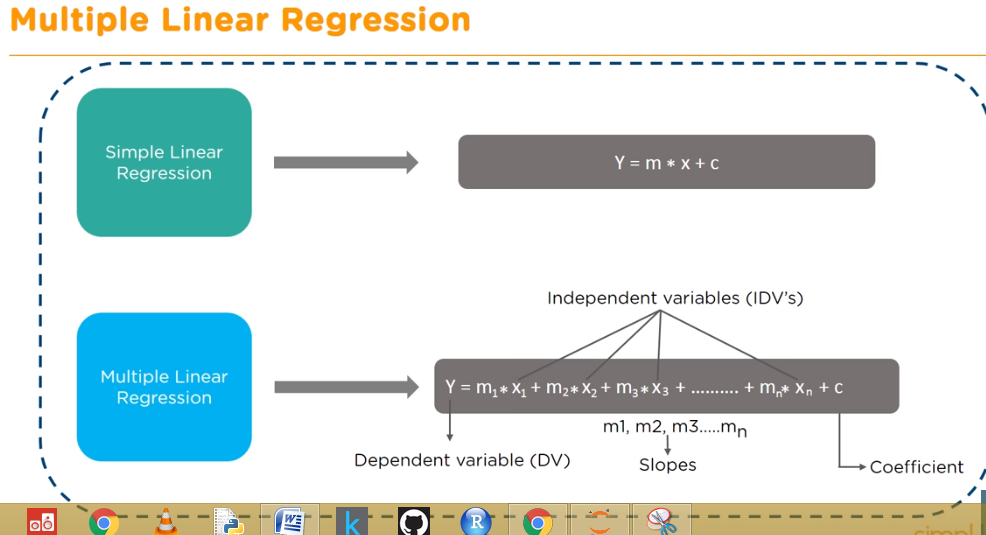 Multiple Linear Regression
Simple Linear
Regression
Y = m * x + c
Independent variables (IDV's)
Multiple Linear
Regression
Y = m₁* x₁ + m₂* x₂ + m₃* x₃ + .......... + mₙ* xₙ + c
m1, m2, m3.....mₙ
Dependent variable (DV)
Slopes
Coefficient
W
k
R